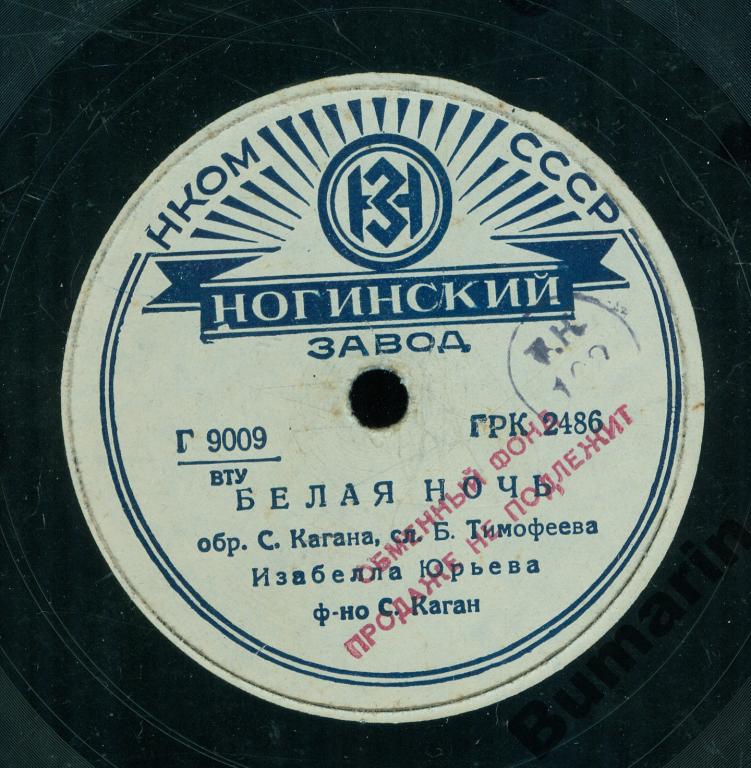 НКОМ СССР
НЗ
НОГИНСКИЙ
ЗАВОД
Г 9009
ВТУ
ГРК 2486
БЕЛАЯ НОЧЬ
обр. С. Кагана, сл. Б. Тимофеева
Изабелла Юрьева
ф-но С. Каган
ОБМЕННЫЙ ФОНД
ПРОДАЖЕ НЕ ПОДЛЕЖИТ
Bumarin